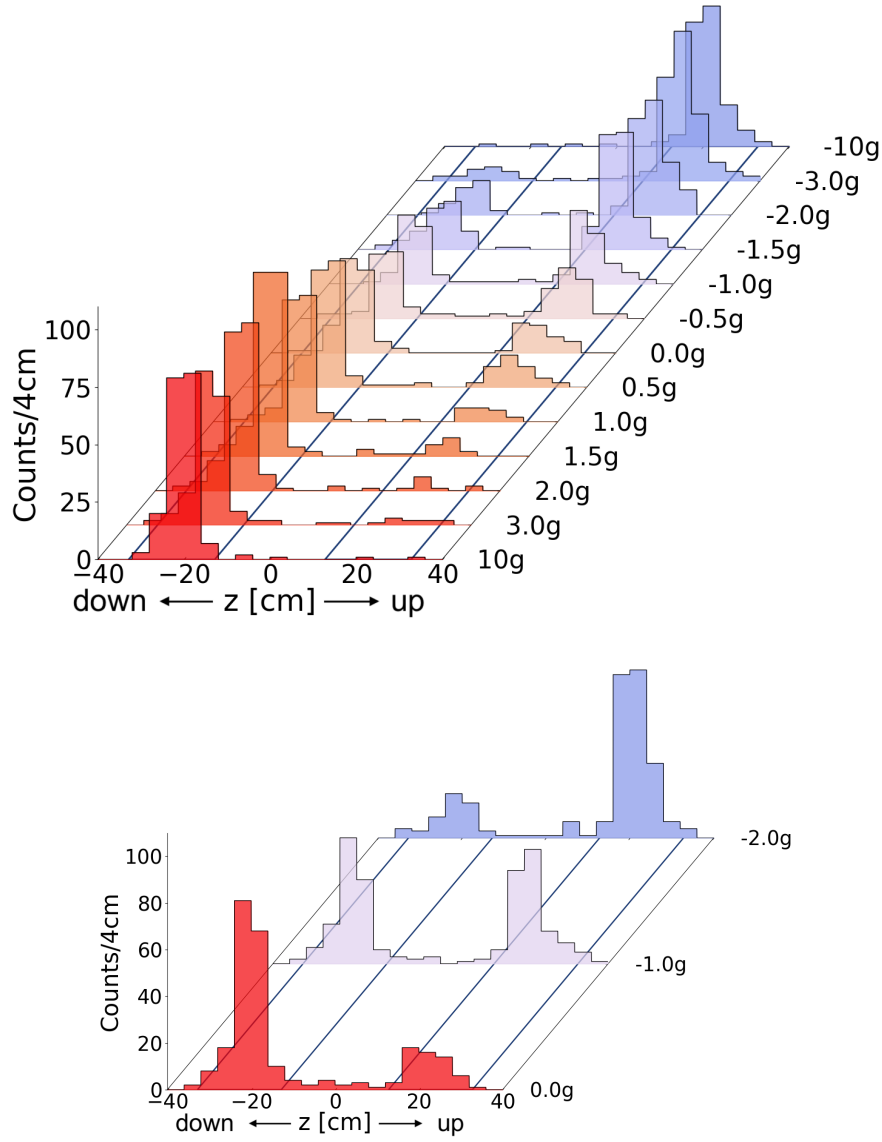 -10g
-3.0g
-2.0g
-1.5g
-1.0g
-0.5g
0.0g
0.5g
1.0g
1.5g
2.0g
3.0g
10g
Counts/4cm
100
75
50
25
0
−40 −20 0 20 40
down ← z [cm] → up
-2.0g
-1.0g
0.0g
Counts/4cm
100
80
60
40
20
0
−40 −20 0 20 40
down ← z [cm] → up